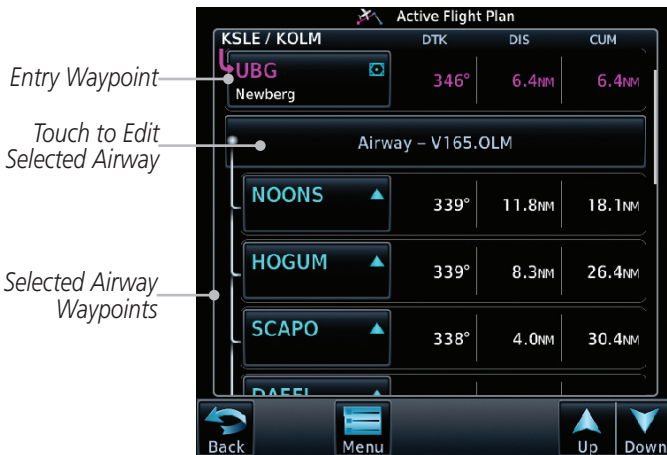 Active Flight Plan
KSLE / KOLM DTK DIS CUM
Entry Waypoint
UBG 346° 6.4NM 6.4NM
Newberg
Touch to Edit
Selected Airway
Airway – V165.OLM
NOONS 339° 11.8NM 18.1NM
HOGUM 339° 8.3NM 26.4NM
Selected Airway
Waypoints
SCAPO 338° 4.0NM 30.4NM
Back Menu Up Down